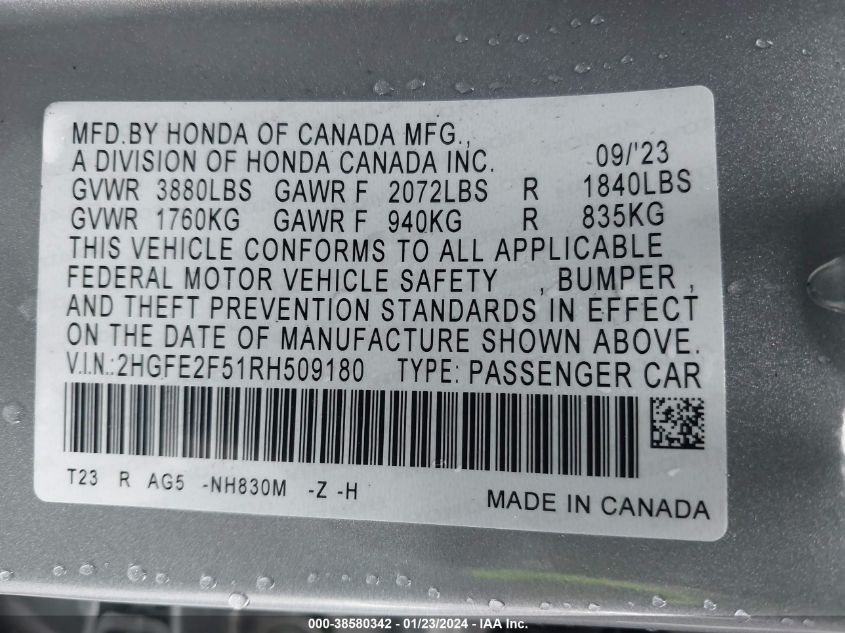 MFD.BY HONDA OF CANADA MFG.,
A DIVISION OF HONDA CANADA INC. 09/'23
GVWR 3880LBS GAWR F 2072LBS R 1840LBS
GVWR 1760KG GAWR F 940KG R 835KG
THIS VEHICLE CONFORMS TO ALL APPLICABLE
FEDERAL MOTOR VEHICLE SAFETY , BUMPER ,
AND THEFT PREVENTION STANDARDS IN EFFECT
ON THE DATE OF MANUFACTURE SHOWN ABOVE.
V.I.N.:2HGFE2F51RH509180 TYPE: PASSENGER CAR
T23 R AG5 -NH830M -Z -H
MADE IN CANADA
000-38580342 - 01/23/2024 - IAA Inc.